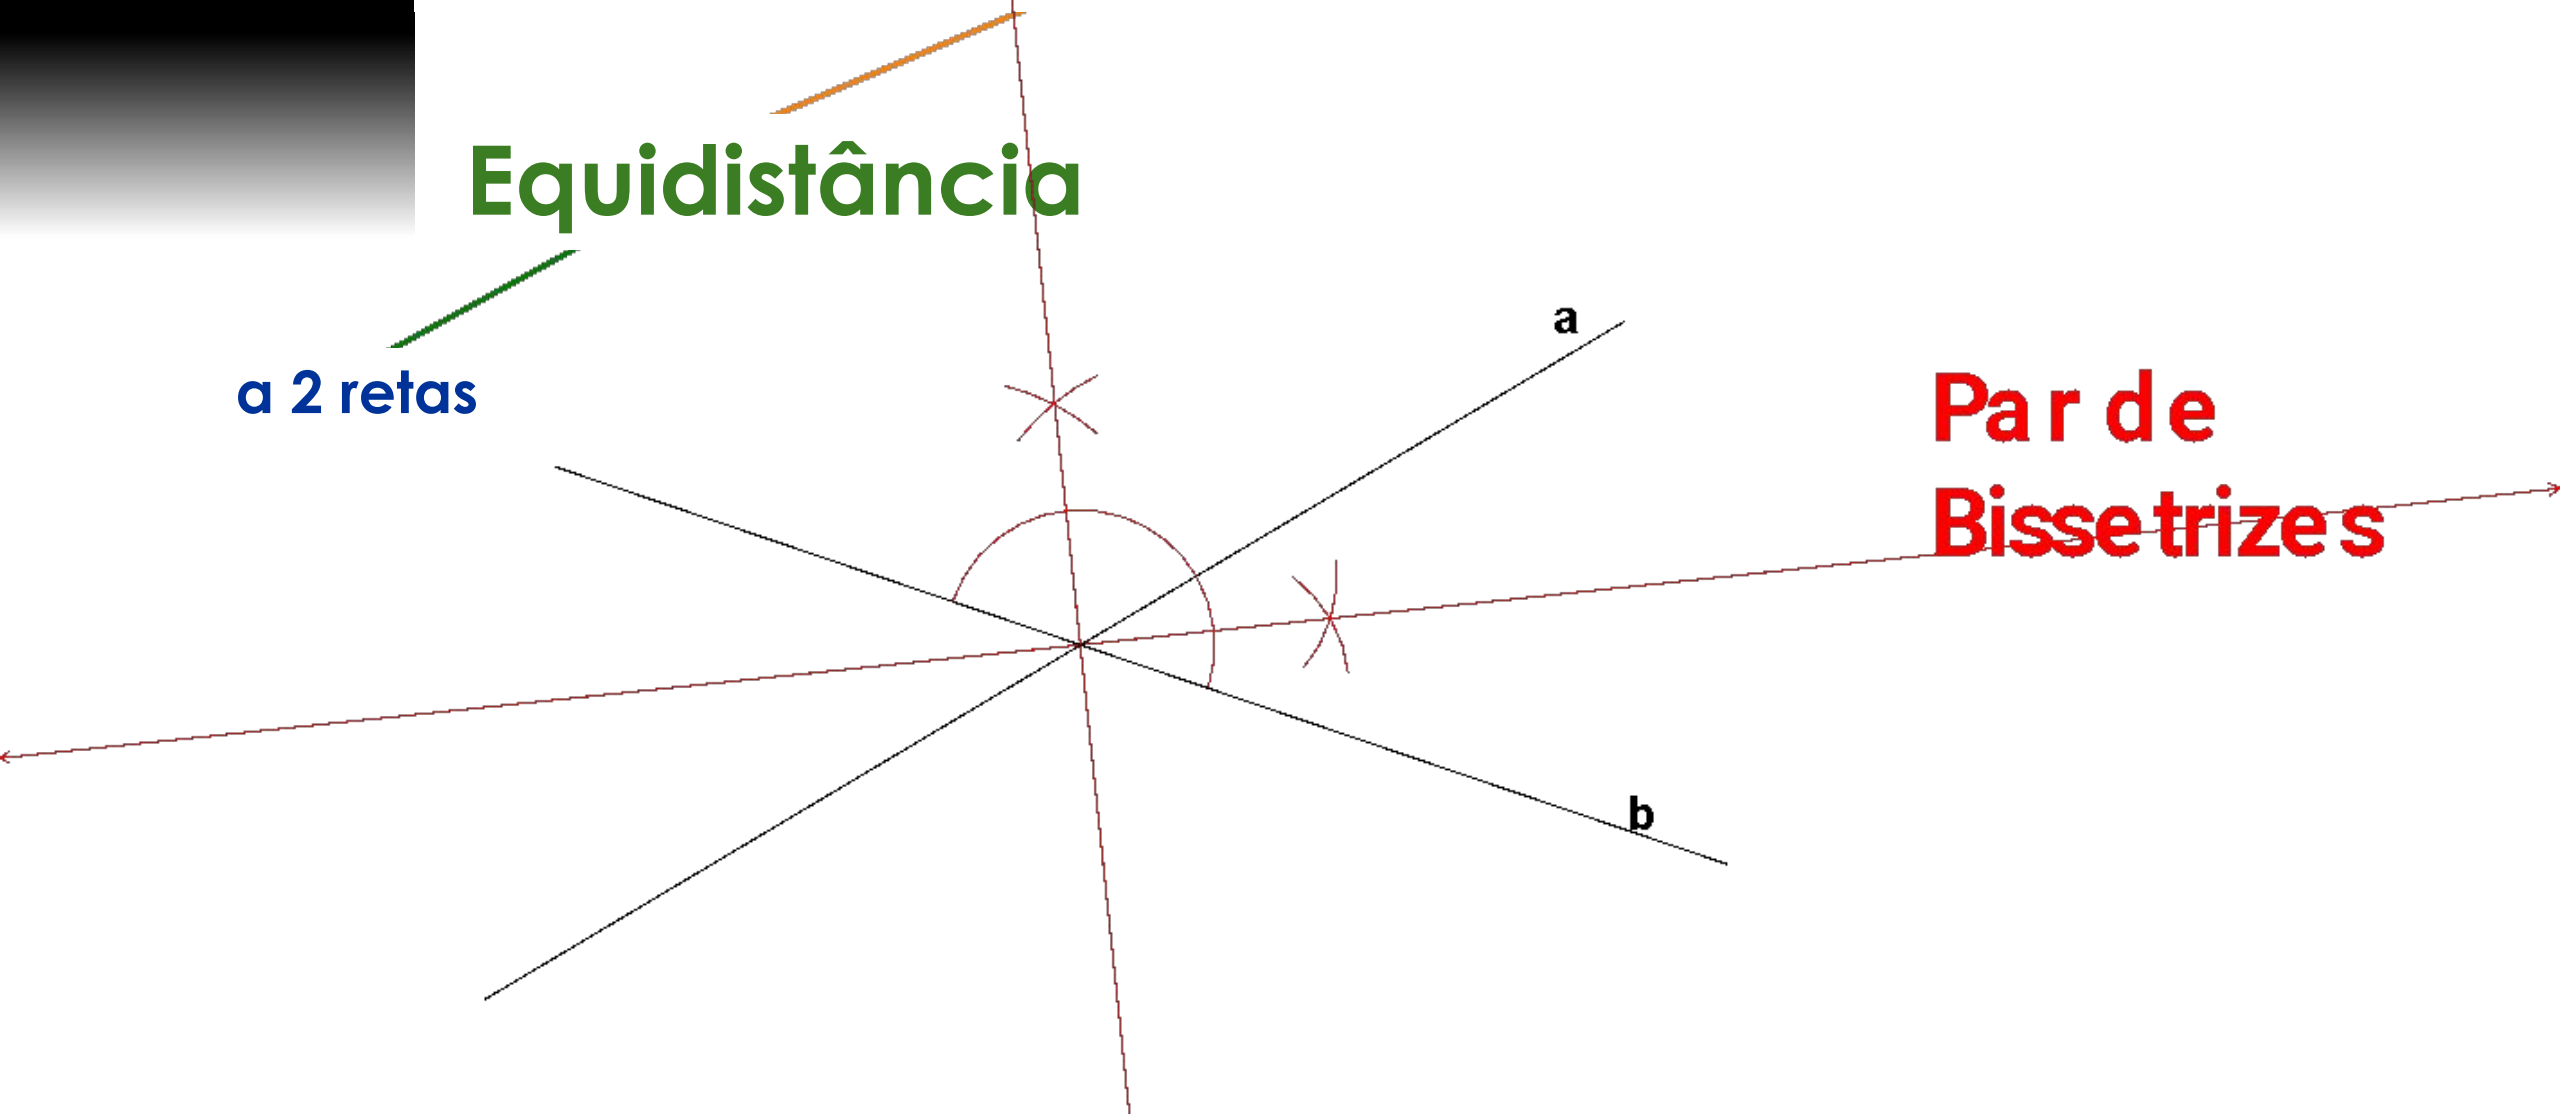 Equidistância
a 2 retas
a
Par de
Bissetrizes
b